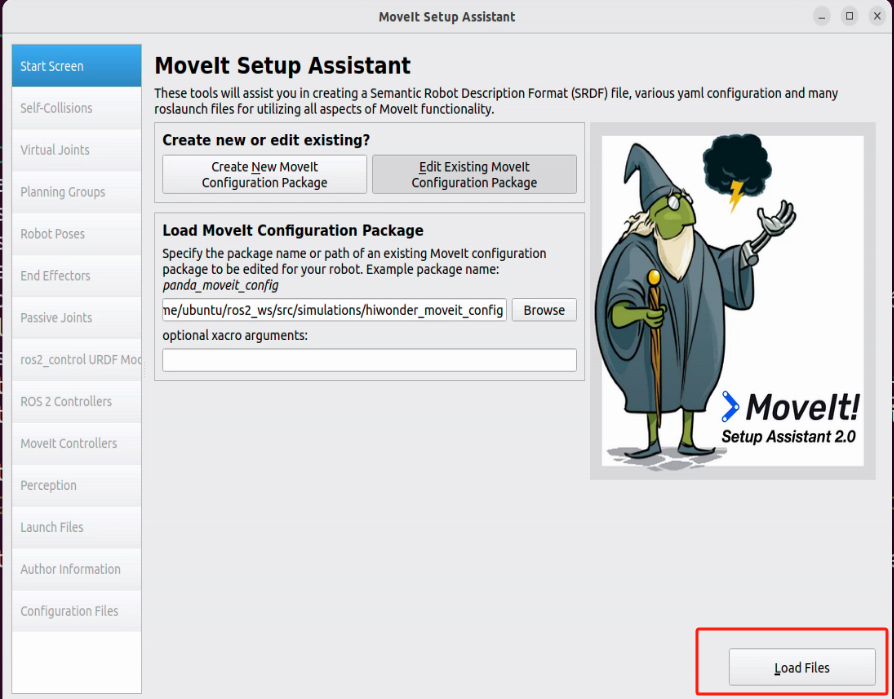 MoveIt Setup Assistant
Start Screen
Self-Collisions
Virtual Joints
Planning Groups
Robot Poses
End Effectors
Passive Joints
ros2_control URDF Moc
ROS 2 Controllers
MoveIt Controllers
Perception
Launch Files
Author Information
Configuration Files
MoveIt Setup Assistant
These tools will assist you in creating a Semantic Robot Description Format (SRDF) file, various yaml configuration and many
roslaunch files for utilizing all aspects of MoveIt functionality.
Create new or edit existing?
Create New MoveIt
Configuration Package
Edit Existing MoveIt
Configuration Package
Load MoveIt Configuration Package
Specify the package name or path of an existing MoveIt configuration
package to be edited for your robot. Example package name:
panda_moveit_config
me/ubuntu/ros2_ws/src/simulations/hiwonder_moveit_config
Browse
optional xacro arguments:
MoveIt!
Setup Assistant 2.0
Load Files